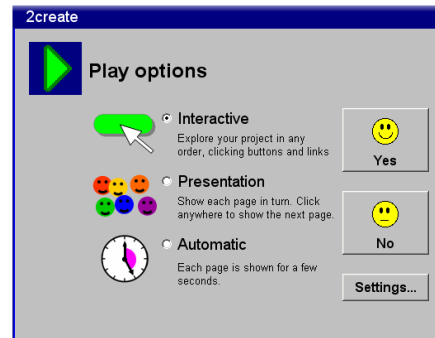 2create
Play options
Interactive
Explore your project in any
order, clicking buttons and links
Yes
Presentation
Show each page in turn. Click
anywhere to show the next page.
No
Automatic
Each page is shown for a few
seconds.
Settings...